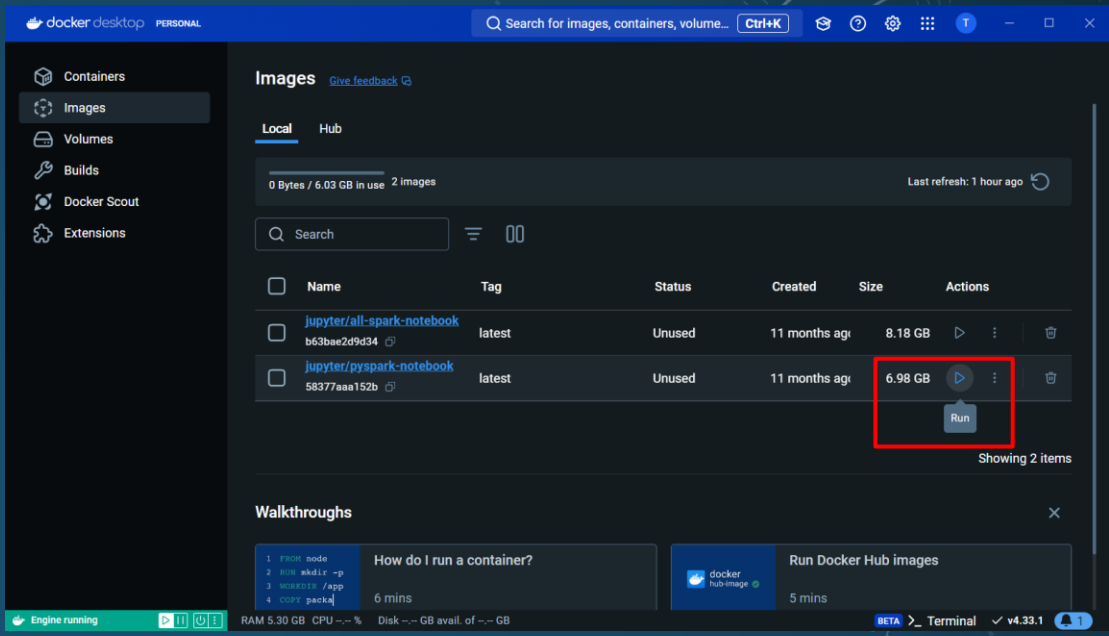 docker desktop PERSONAL
Search for images, containers, volume... Ctrl+K
T
Containers
Images
Volumes
Builds
Docker Scout
Extensions
Images Give feedback
Local Hub
0 Bytes / 6.03 GB in use 2 images
Last refresh: 1 hour ago
Search
Name Tag Status Created Size Actions
jupyter/all-spark-notebook
b63bae2d9d34
latest Unused 11 months ago 8.18 GB
jupyter/pyspark-notebook
58377aaa152b
latest Unused 11 months ago 6.98 GB
Run
Showing 2 items
Walkthroughs
1 FROM node
2 RUN mkdir -p
3 WORKDIR /app
4 COPY packa
How do I run a container?
6 mins
docker
hub-image
Run Docker Hub images
5 mins
Engine running
RAM 5.30 GB CPU --.-- % Disk --.-- GB avail. of --.-- GB
BETA >_ Terminal v4.33.1 1